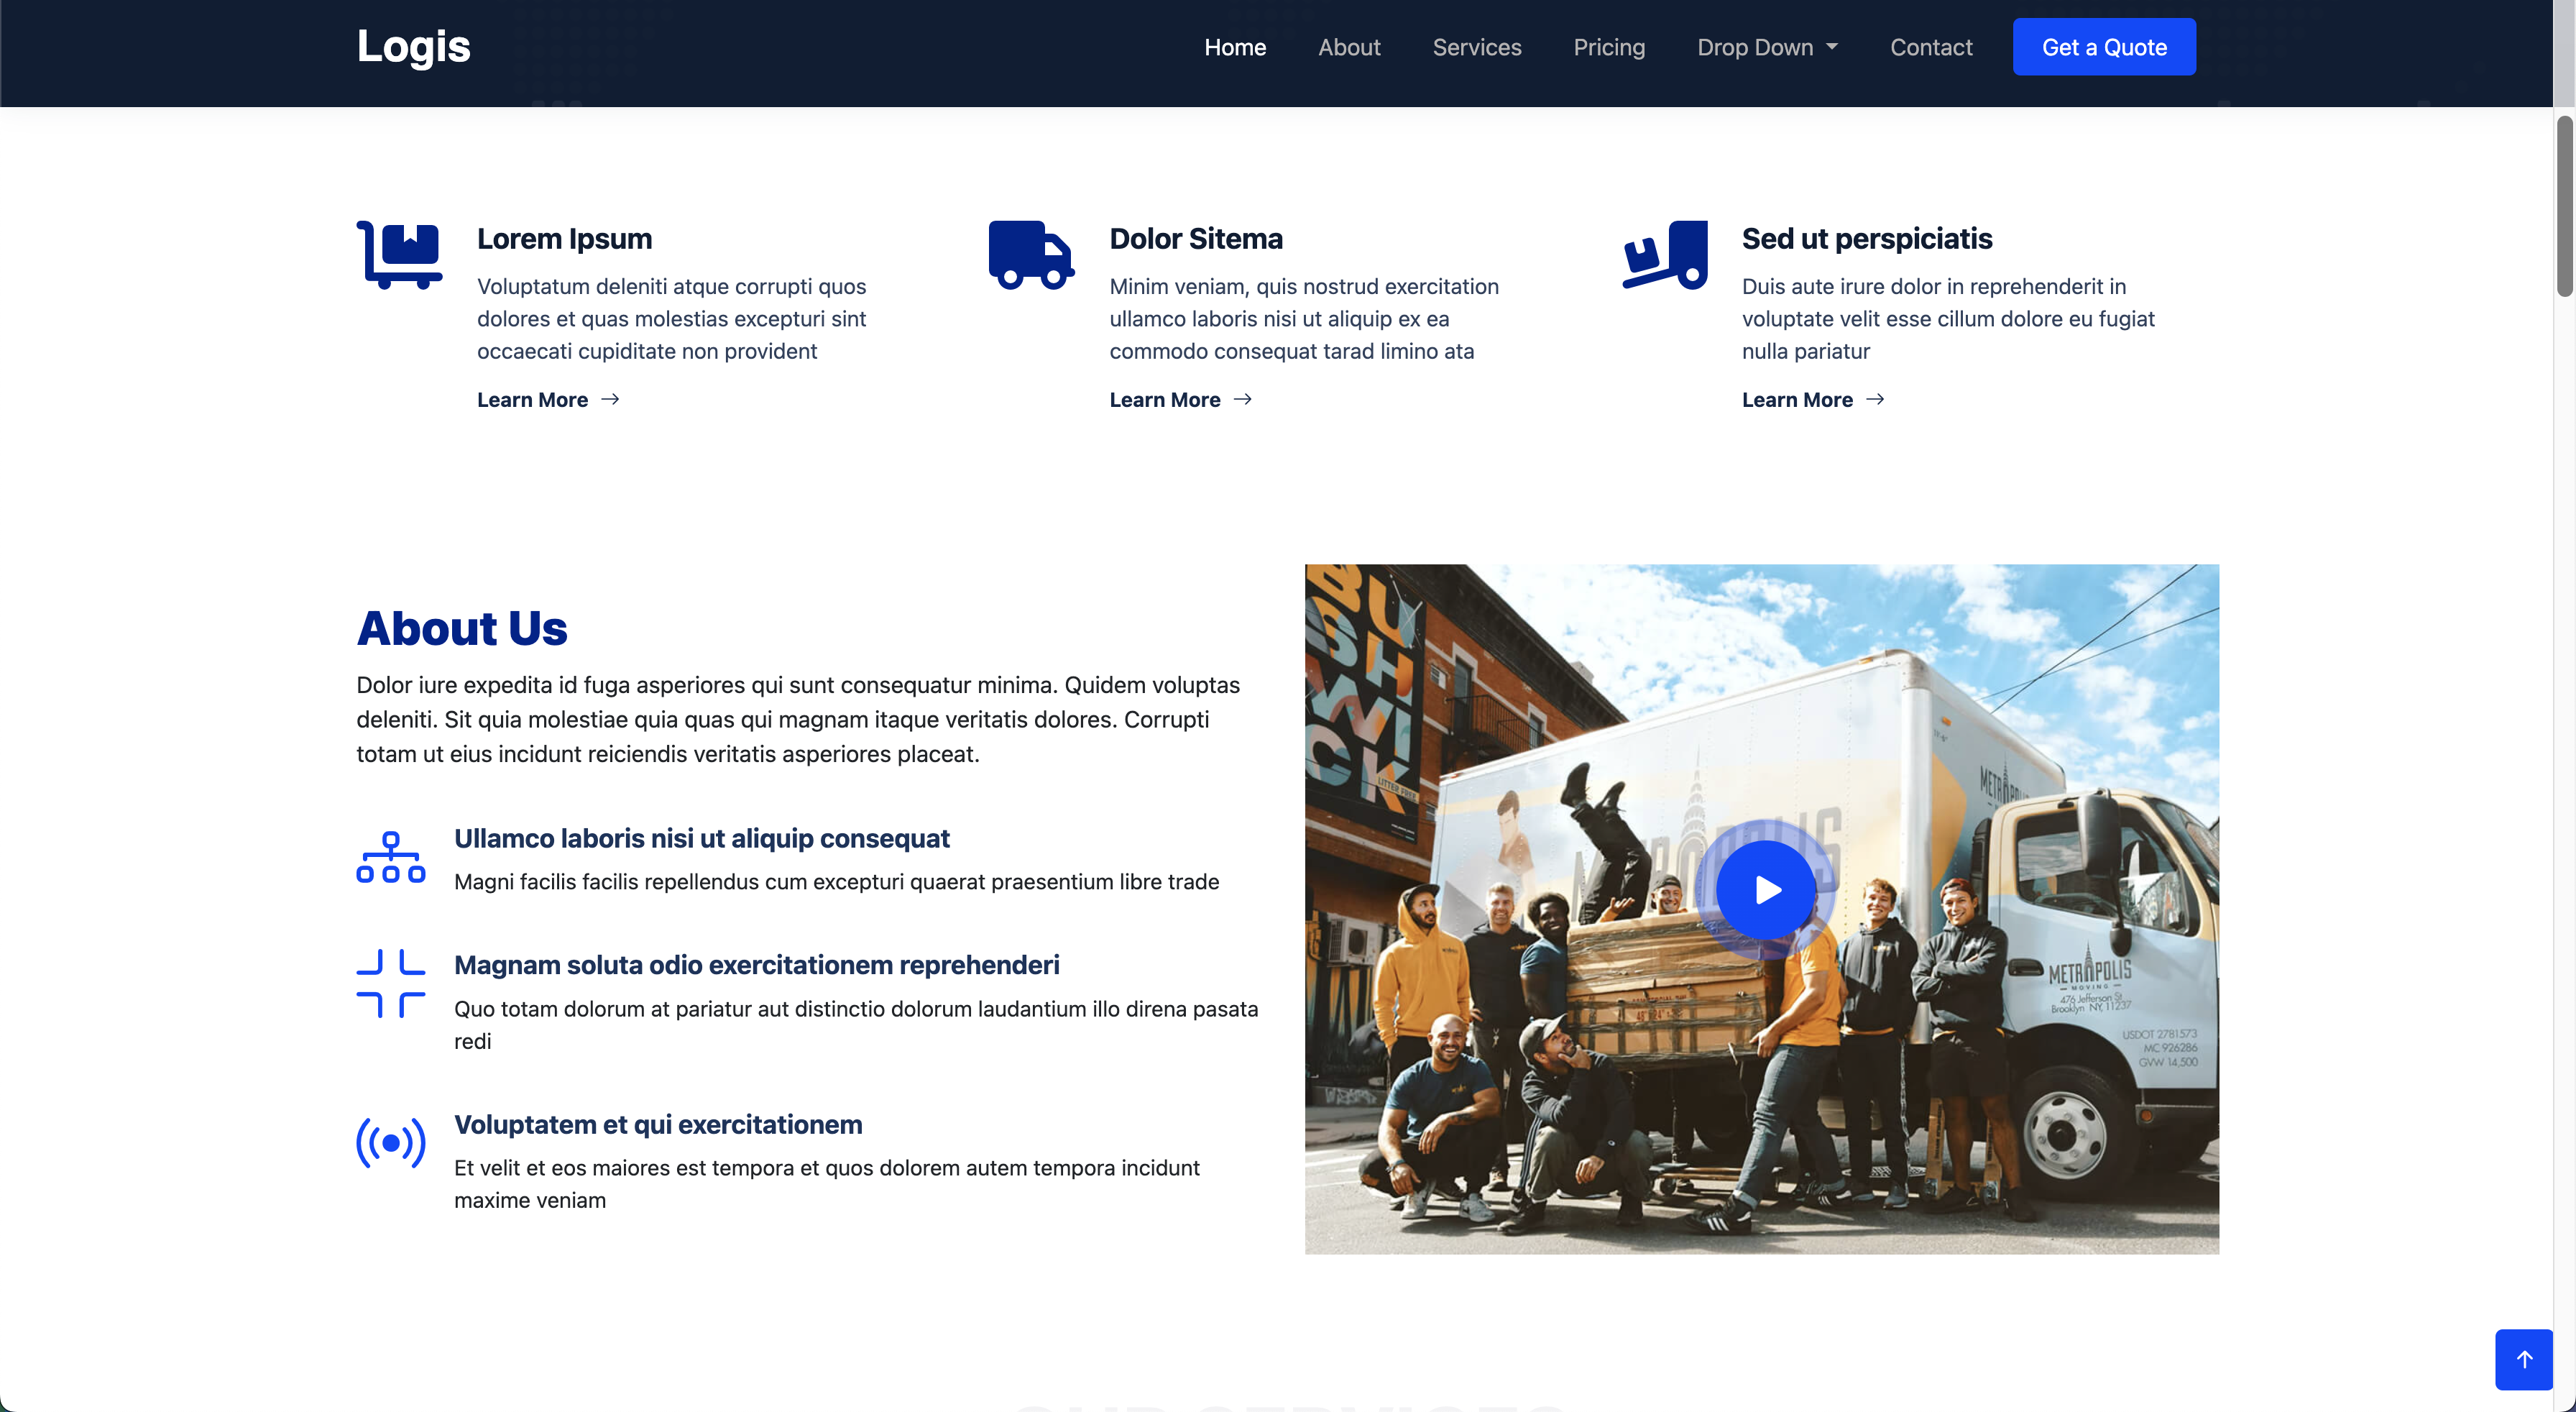 Logis
Home
About
Services
Pricing
Drop Down
Contact
Get a Quote
Lorem Ipsum
Voluptatum deleniti atque corrupti quos
dolores et quas molestias excepturi sint
occaecati cupiditate non provident
Learn More
Dolor Sitema
Minim veniam, quis nostrud exercitation
ullamco laboris nisi ut aliquip ex ea
commodo consequat tarad limino ata
Learn More
Sed ut perspiciatis
Duis aute irure dolor in reprehenderit in
voluptate velit esse cillum dolore eu fugiat
nulla pariatur
Learn More
About Us
Dolor iure expedita id fuga asperiores qui sunt consequatur minima. Quidem voluptas
deleniti. Sit quia molestiae quia quas qui magnam itaque veritatis dolores. Corrupti
totam ut eius incidunt reiciendis veritatis asperiores placeat.
Ullamco laboris nisi ut aliquip consequat
Magni facilis facilis repellendus cum excepturi quaerat praesentium libre trade
Magnam soluta odio exercitationem reprehenderi
Quo totam dolorum at pariatur aut distinctio dolorum laudantium illo direna pasata
redi
Voluptatem et qui exercitationem
Et velit et eos maiores est tempora et quos dolorem autem tempora incidunt
maxime veniam
BU
SH
WI
CK
LITTER FREE
METROPOLIS
MOVING
476 Jefferson St
Brooklyn NY, 11237
USDOT 2781573
MC 926286
GVW 14,500
OUR SERVICES